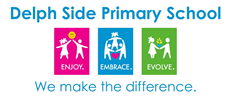 Delph Side Primary School
ENJOY. EMBRACE. EVOLVE.
We make the difference.